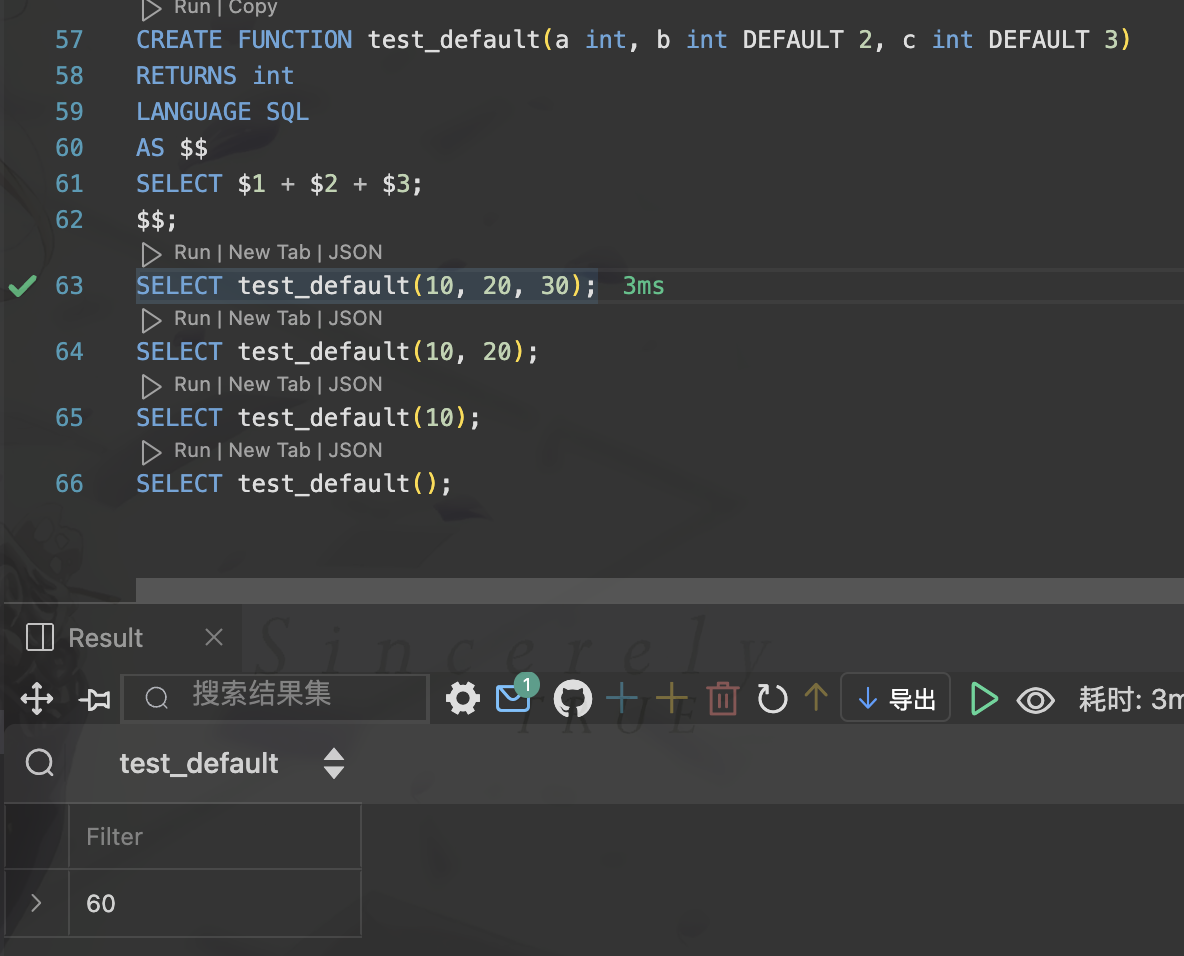 Run | Copy
57 CREATE FUNCTION test_default(a int, b int DEFAULT 2, c int DEFAULT 3)
58 RETURNS int
59 LANGUAGE SQL
60 AS $$
61 SELECT $1 + $2 + $3;
62 $$;
Run | New Tab | JSON
63 SELECT test_default(10, 20, 30); 3ms
Run | New Tab | JSON
64 SELECT test_default(10, 20);
Run | New Tab | JSON
65 SELECT test_default(10);
Run | New Tab | JSON
66 SELECT test_default();
Sincerely
Result
搜索结果集 1 导出 耗时: 3m
TRUE
test_default
Filter
60